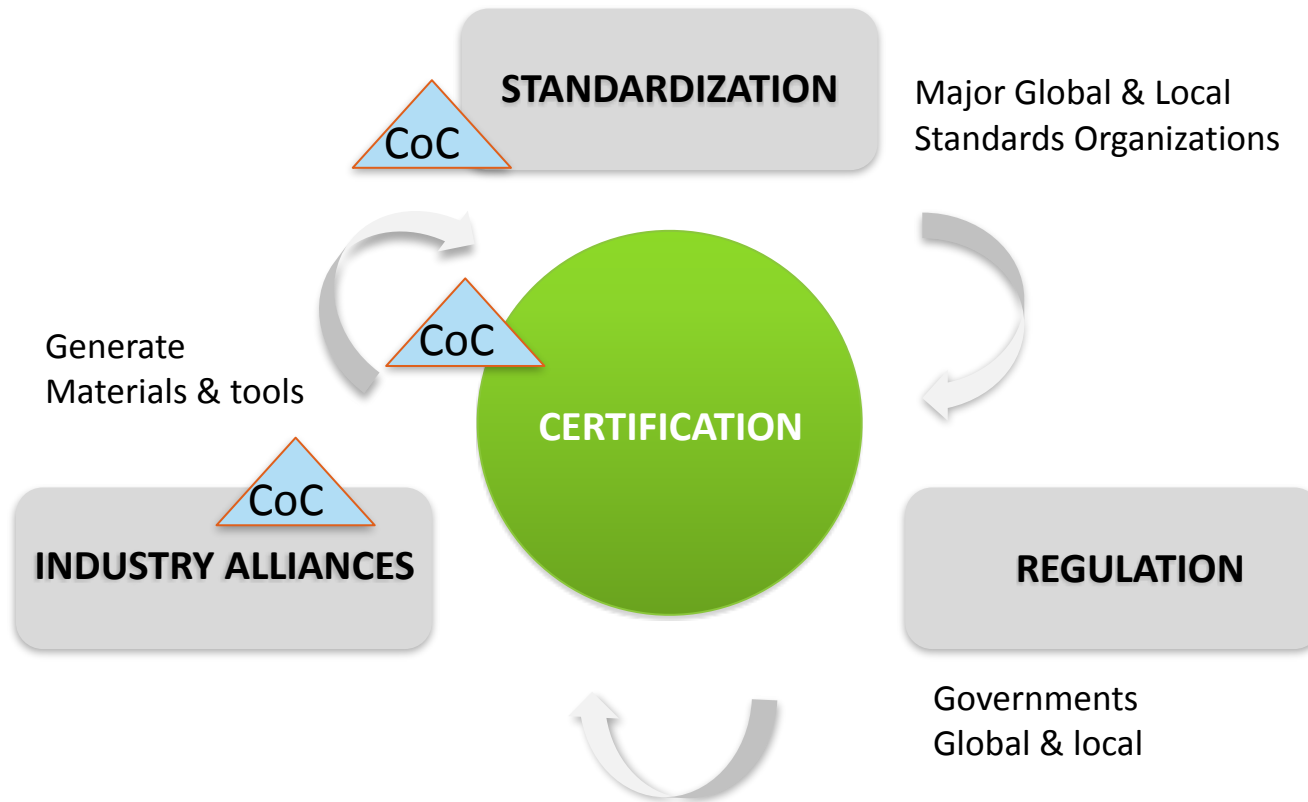 STANDARDIZATION
CoC
Major Global & Local
Standards Organizations
CoC
Generate
Materials & tools
CERTIFICATION
CoC
INDUSTRY ALLIANCES
REGULATION
Governments
Global & local